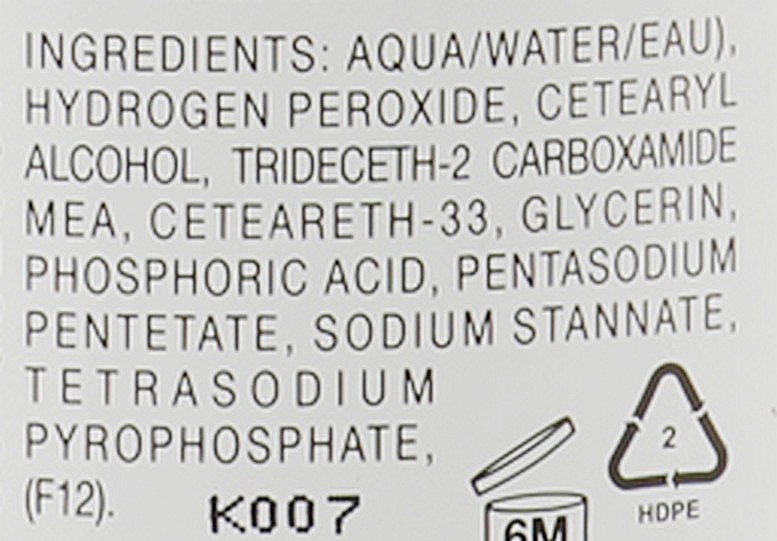 INGREDIENTS: AQUA/WATER/EAU),
HYDROGEN PEROXIDE, CETEARYL
ALCOHOL, TRIDECETH-2 CARBOXAMIDE
MEA, CETEARETH-33, GLYCERIN,
PHOSPHORIC ACID, PENTASODIUM
PENTETATE, SODIUM STANNATE,
TETRASODIUM
PYROPHOSPHATE,
(F12).
K007
6M
2
HDPE